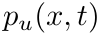 p_u(x, t)